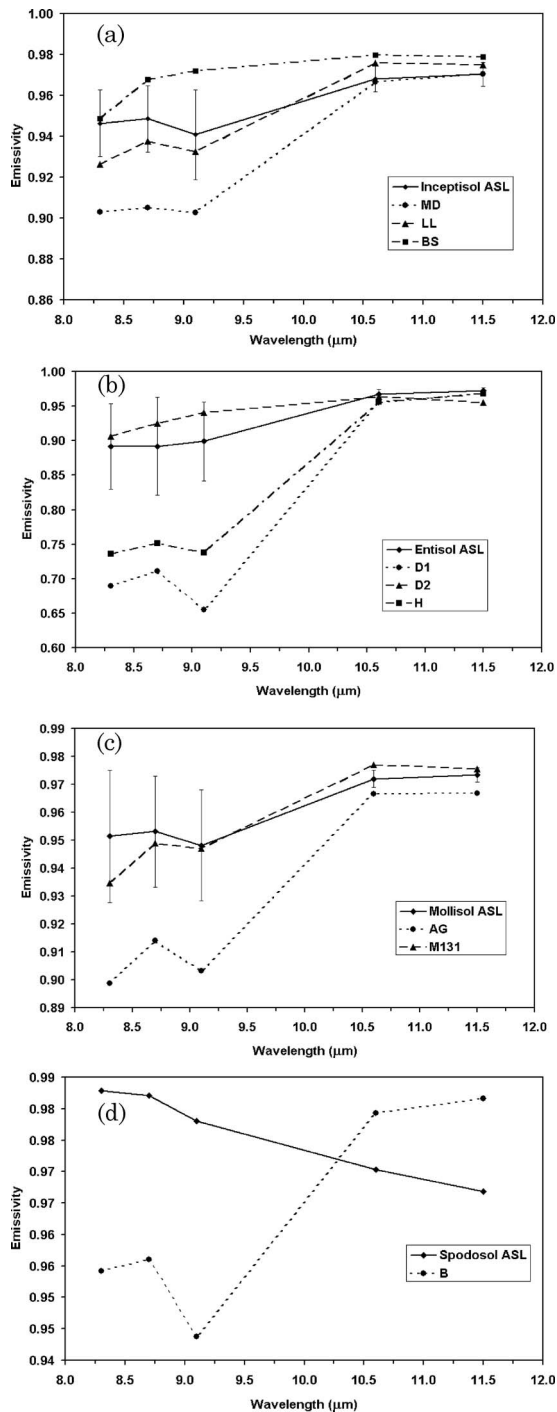 (a)
0.98
0.96
0.94
0.92
0.90
0.88
0.86
Emissivity
Inceptisol ASL
MD
LL
BS
8.0 8.5 9.0 9.5 10.0 10.5 11.0 11.5 12.0
Wavelength (μm)
(b)
1.00
0.95
0.90
0.85
0.80
0.75
0.70
0.65
0.60
Emissivity
Entisol ASL
D1
D2
H
8.0 8.5 9.0 9.5 10.0 10.5 11.0 11.5 12.0
Wavelength (μm)
(c)
0.99
0.98
0.97
0.96
0.95
0.94
0.93
0.92
0.91
0.90
0.89
Emissivity
Mollisol ASL
AG
M131
8.0 8.5 9.0 9.5 10.0 10.5 11.0 11.5 12.0
Wavelength (μm)
(d)
0.99
0.98
0.98
0.97
0.97
0.96
0.96
0.95
0.95
0.94
Emissivity
Spodosol ASL
B
8.0 8.5 9.0 9.5 10.0 10.5 11.0 11.5 12.0
Wavelength (μm)